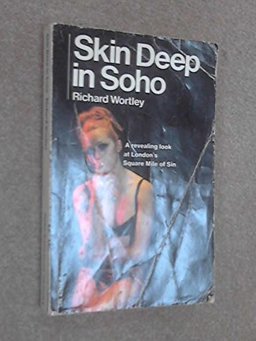 Skin Deep
in Soho
Richard Wortley
A revealing look
at London's
Square Mile of Sin